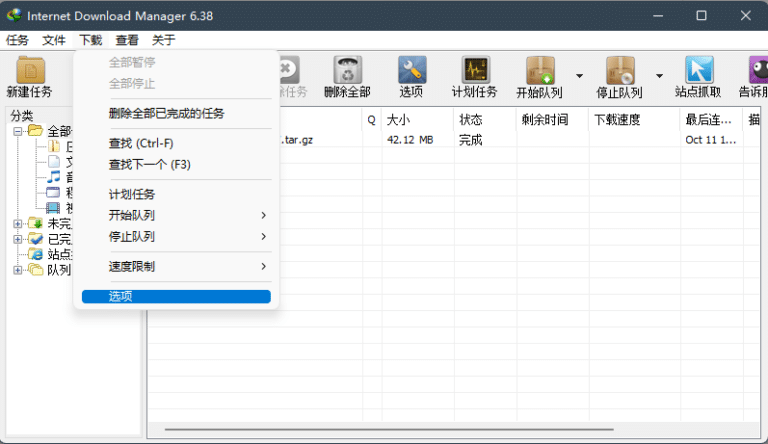 Internet Download Manager 6.38
任务 文件 下载 查看 关于
新建任务 删除全部 选项 计划任务 开始队列 停止队列 站点抓取
全部暂停
全部停止
删除全部已完成的任务
查找 (Ctrl-F)
查找下一个 (F3)
计划任务
开始队列
停止队列
速度限制
选项
分类
全部
未完
已完
站点
队列
Q 大小 状态 剩余时间 下载速度 最后连... 描
.tar.gz 42.12 MB 完成 Oct 11 1...